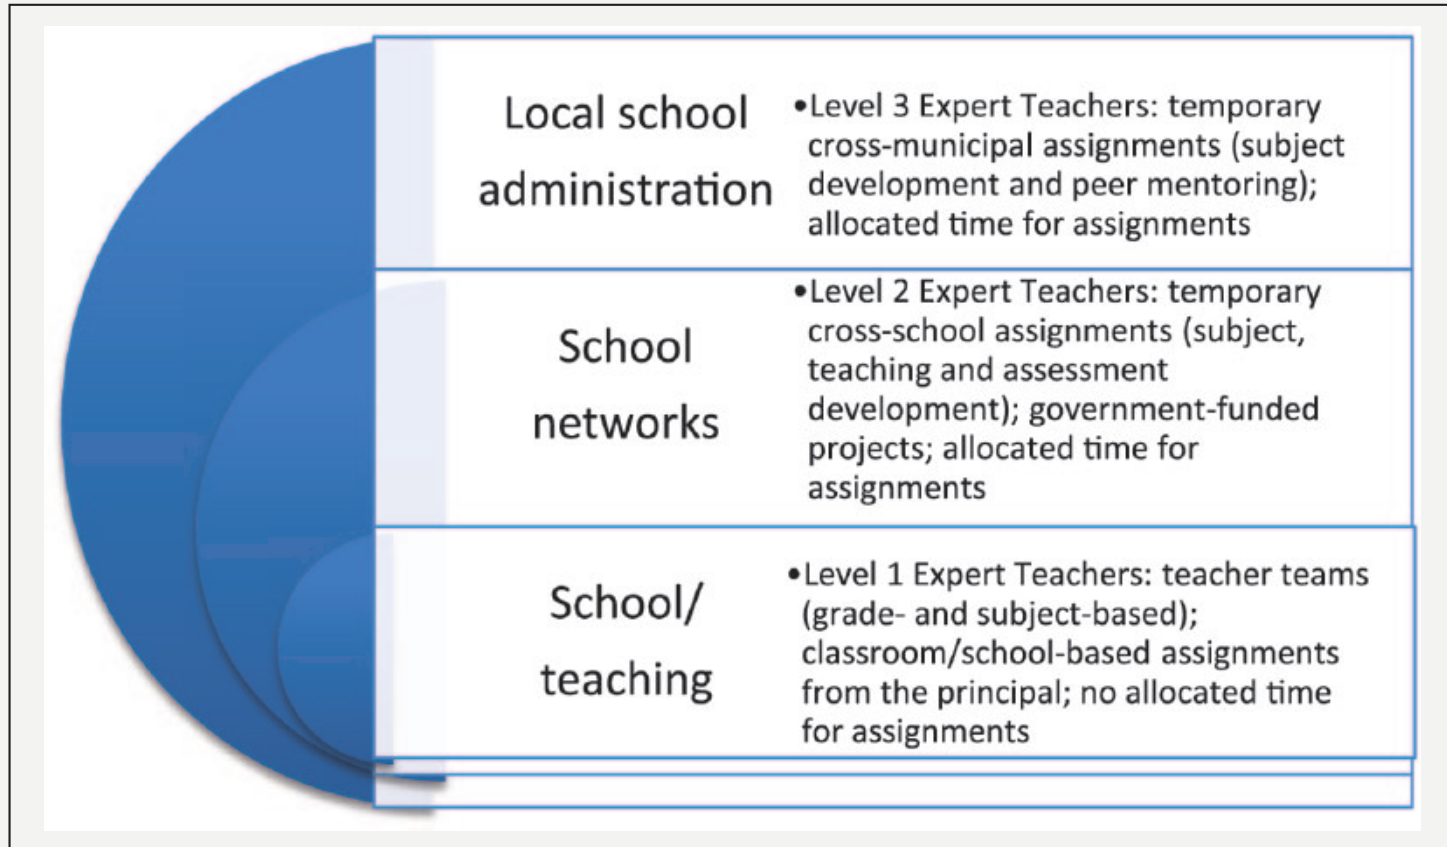 Local school
administration
•Level 3 Expert Teachers: temporary
cross-municipal assignments (subject
development and peer mentoring);
allocated time for assignments
School
networks
•Level 2 Expert Teachers: temporary
cross-school assignments (subject,
teaching and assessment
development); government-funded
projects; allocated time for
assignments
School/
teaching
•Level 1 Expert Teachers: teacher teams
(grade- and subject-based);
classroom/school-based assignments
from the principal; no allocated time
for assignments